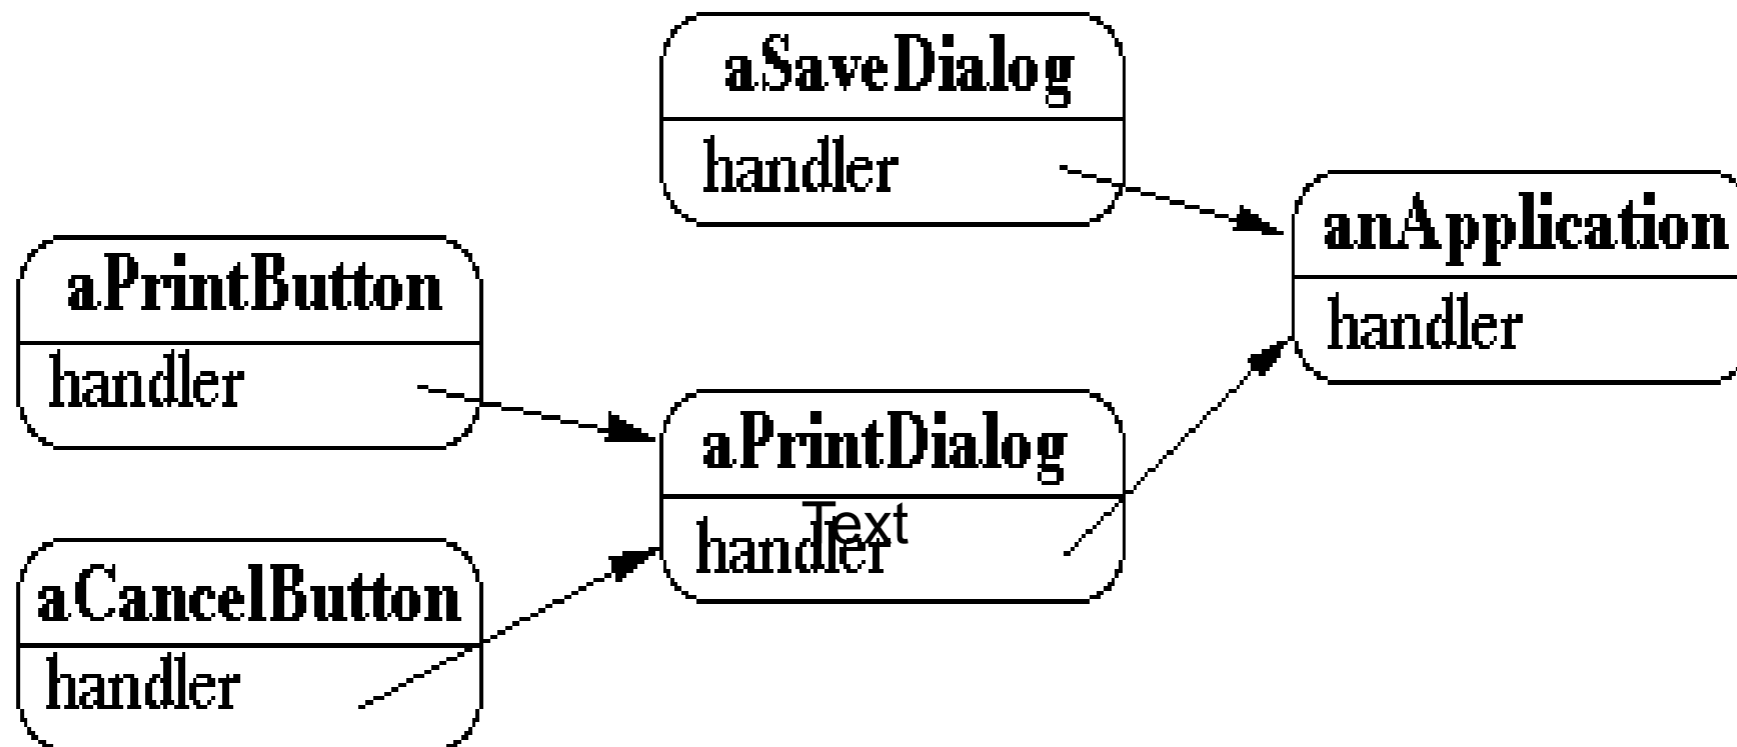 aSaveDialog
handler
anApplication
handler
aPrintButton
handler
aPrintDialog
Text
handler
aCancelButton
handler